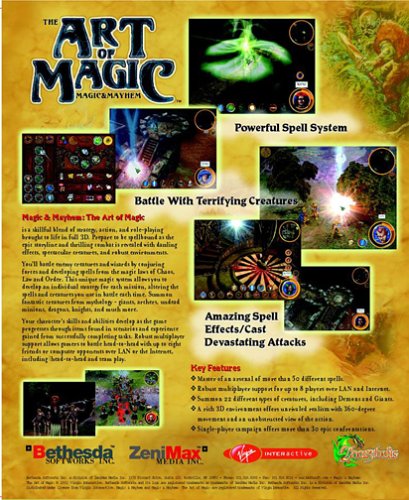 THE
ART
OF
MAGIC
MAGIC & MAYHEM
TM
Powerful Spell System
Battle With Terrifying Creatures
Magic & Mayhem: The Art of Magic
is a skillful blend of strategy, action, and role-playing
brought to life in full 3D. Prepare to be spellbound as the
epic storyline and thrilling combat is revealed with dazzling
effects, spectacular creatures, and robust environments.
You'll battle enemy creatures and wizards by conjuring
forces and developing spells from the magic laws of Chaos,
Law and Order. This unique magic system allows you to
develop an individual strategy for each mission, altering the
spells and creatures you use in battle each time. Summon
fantastic creatures from mythology - giants, archers, undead
minions, dragons, knights, and much more.
Your character's skills and abilities develop as the game
progresses through items found in scenarios and experience
gained from successfully completing tasks. Robust multiplayer
support allows gamers to battle head-to-head with up to eight
friends or computer opponents over LAN or the Internet,
including head-to-head and team play.
Amazing Spell
Effects/Cast
Devastating Attacks
Key Features
Master of an arsenal of more than 50 different spells.
Robust multiplayer support for up to 8 players over LAN and Internet.
Summon 22 different types of creatures, including Demons and Giants.
A rich 3D environment offers unrivaled realism with 360-degree
movement and an unobstructed view of the action.
Single-player campaign offers more than 30 epic confrontations.
Bethesda
SOFTWORKS INC.
ZeniMax
MEDIA INC.
Virgin
INTERACTIVE